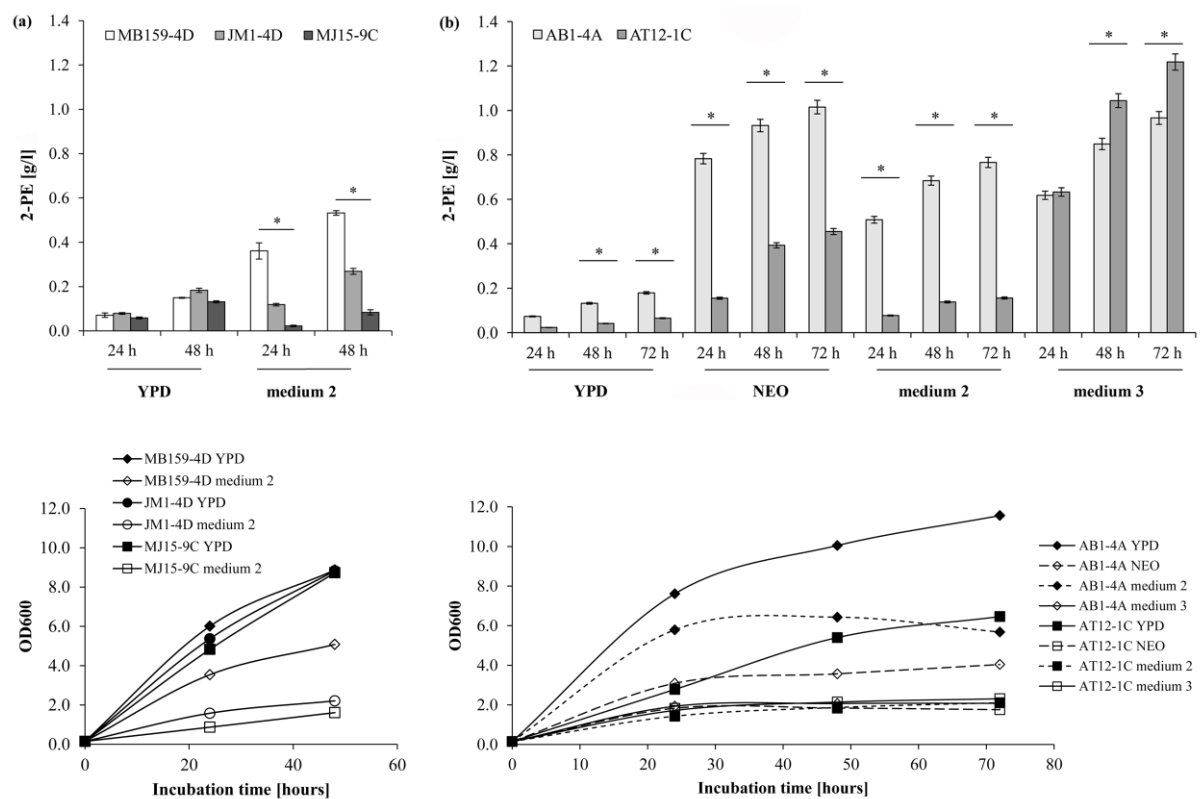 (a)
1.4
1.2
1.0
0.8
0.6
0.4
0.2
0.0
2-PE [g/l]
MB159-4D JM1-4D MJ15-9C
*
*
24 h 48 h 24 h 48 h
YPD medium 2
(b)
1.4
1.2
1.0
0.8
0.6
0.4
0.2
0.0
2-PE [g/l]
AB1-4A AT12-1C
* *
* * *
* * *
* *
24 h 48 h 72 h 24 h 48 h 72 h 24 h 48 h 72 h 24 h 48 h 72 h
YPD NEO medium 2 medium 3
MB159-4D YPD
MB159-4D medium 2
JM1-4D YPD
JM1-4D medium 2
MJ15-9C YPD
MJ15-9C medium 2
12.0
10.0
8.0
6.0
4.0
2.0
0.0
OD600
0 20 40 60
Incubation time [hours]
12.0
10.0
8.0
6.0
4.0
2.0
0.0
OD600
0 10 20 30 40 50 60 70 80
Incubation time [hours]
AB1-4A YPD
AB1-4A NEO
AB1-4A medium 2
AB1-4A medium 3
AT12-1C YPD
AT12-1C NEO
AT12-1C medium 2
AT12-1C medium 3